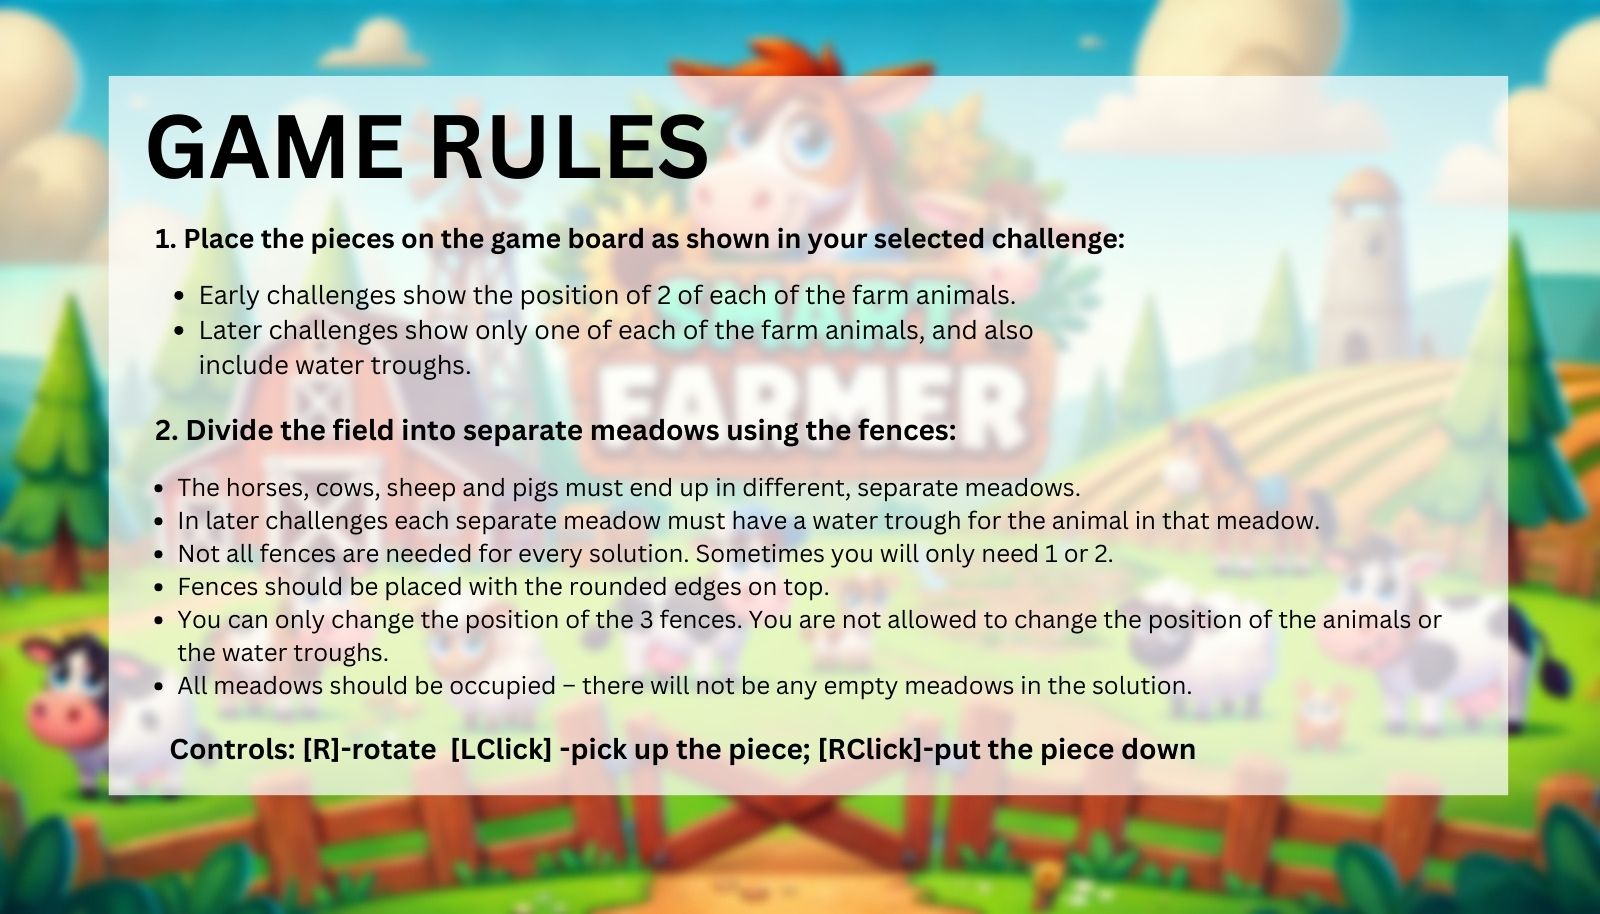 GAME RULES
1. Place the pieces on the game board as shown in your selected challenge:
• Early challenges show the position of 2 of each of the farm animals.
• Later challenges show only one of each of the farm animals, and also
include water troughs.
SMART
FARMER
2. Divide the field into separate meadows using the fences:
• The horses, cows, sheep and pigs must end up in different, separate meadows.
• In later challenges each separate meadow must have a water trough for the animal in that meadow.
• Not all fences are needed for every solution. Sometimes you will only need 1 or 2.
• Fences should be placed with the rounded edges on top.
• You can only change the position of the 3 fences. You are not allowed to change the position of the animals or
the water troughs.
• All meadows should be occupied – there will not be any empty meadows in the solution.
Controls: [R]-rotate [LClick] -pick up the piece; [RClick]-put the piece down